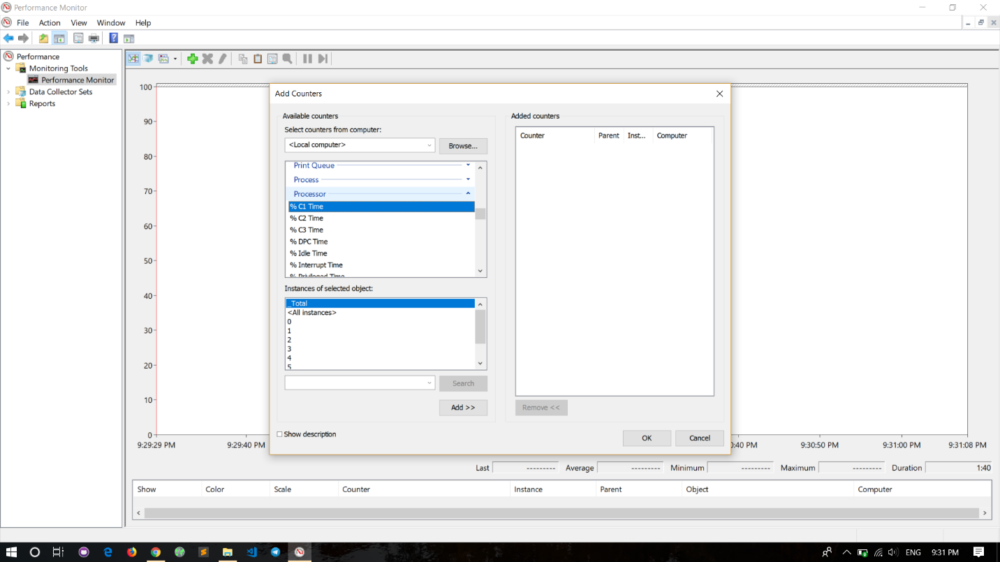 Performance Monitor
File Action View Window Help
Performance
Monitoring Tools
Performance Monitor
Data Collector Sets
Reports
100
90
80
70
60
50
40
30
20
10
0
9:29:29 PM 9:29:40 PM 0:40 PM 9:30:50 PM 9:31:00 PM 9:31:08 PM
Add Counters
Available counters
Select counters from computer:
<Local computer>
Browse...
Print Queue
Process
Processor
% C1 Time
% C2 Time
% C3 Time
% DPC Time
% Idle Time
% Interrupt Time
% Privileged Time
Instances of selected object:
_Total
<All instances>
0
1
2
3
4
5
Search
Add >>
Show description
Added counters
Counter Parent Inst... Computer
Remove <<
OK Cancel
Last --------- Average --------- Minimum --------- Maximum --------- Duration 1:40
Show Color Scale Counter Instance Parent Object Computer
ENG 9:31 PM